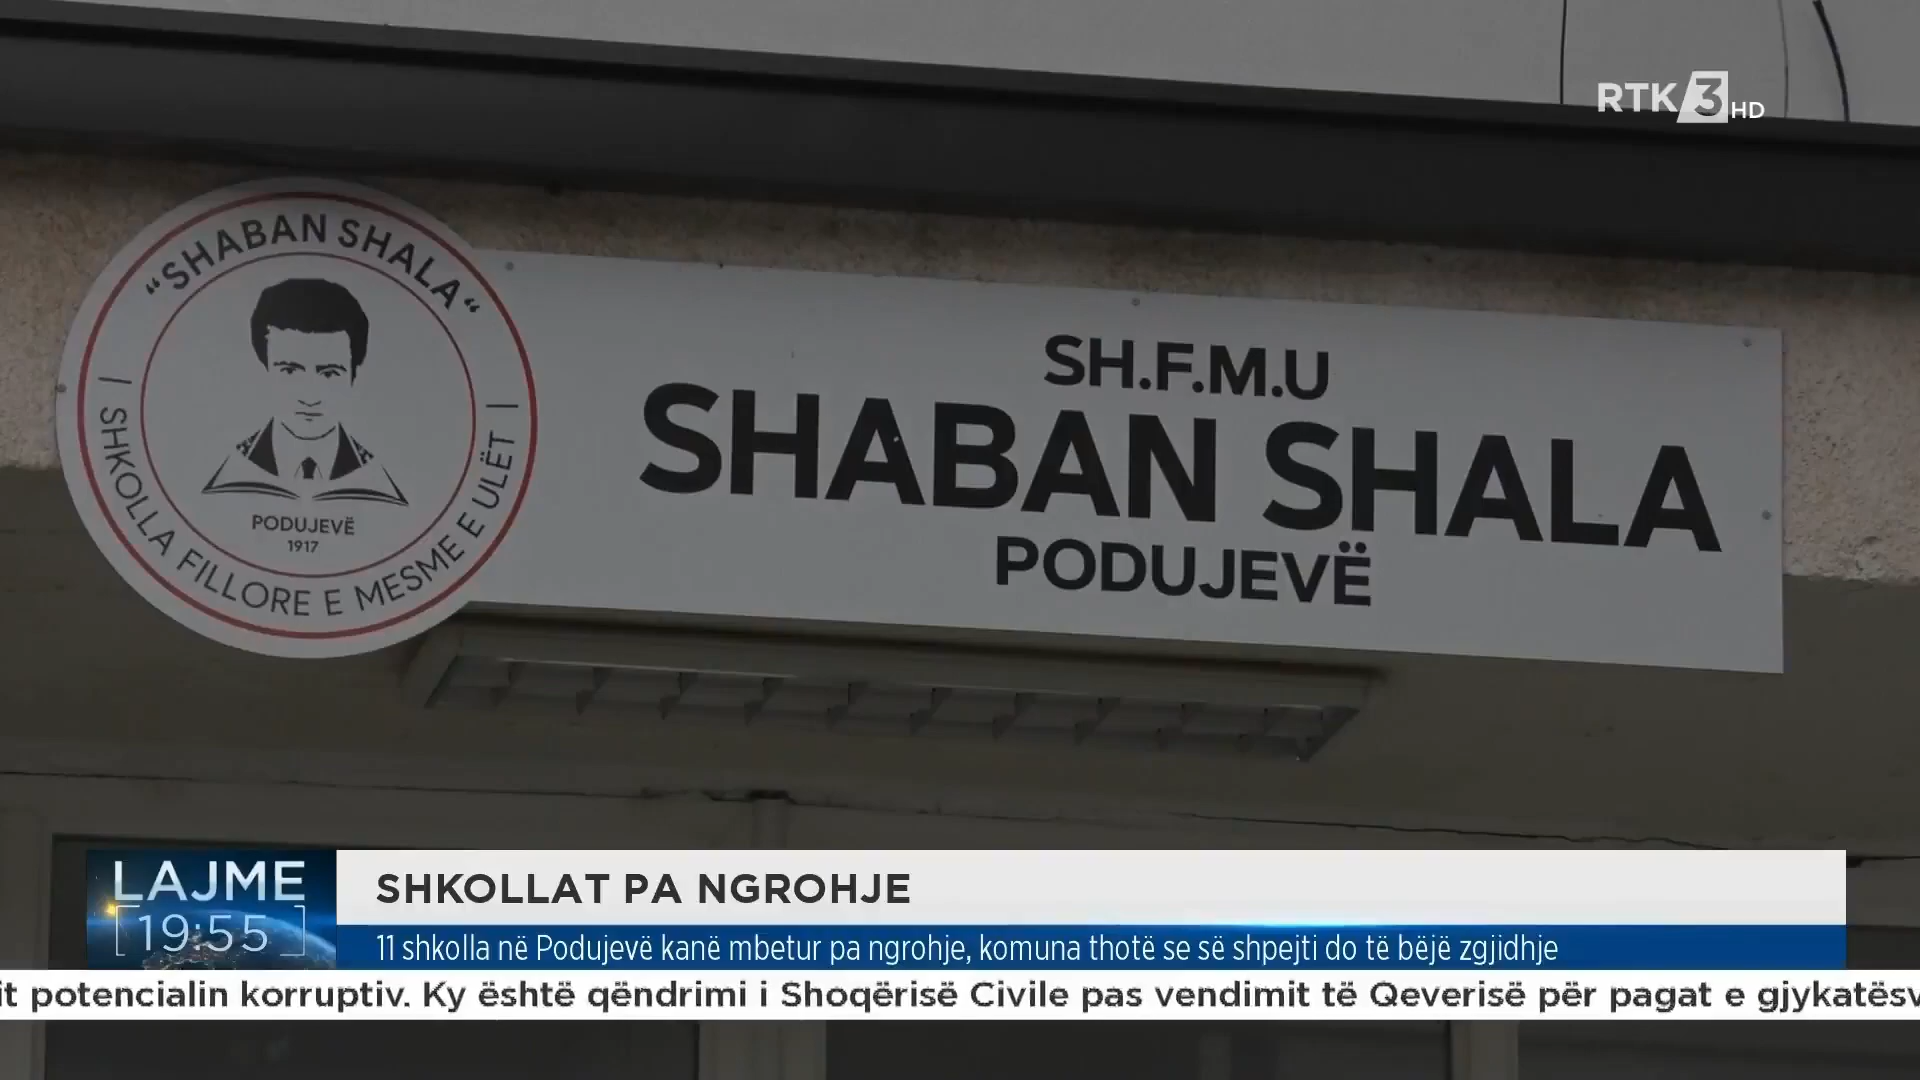 RTK 3 HD
"SHABAN SHALA"
| SHKOLLA FILLORE E MESME E ULËT |
PODUJEVË
1917
SH.F.M.U
SHABAN SHALA
PODUJEVË
LAJME
19:55
SHKOLLAT PA NGROHJE
11 shkolla në Podujevë kanë mbetur pa ngrohje, komuna thotë se së shpejti do të bëjë zgjidhje
potencialin korruptiv. Ky është qëndrimi i Shoqërisë Civile pas vendimit të Qeverisë për pagat e